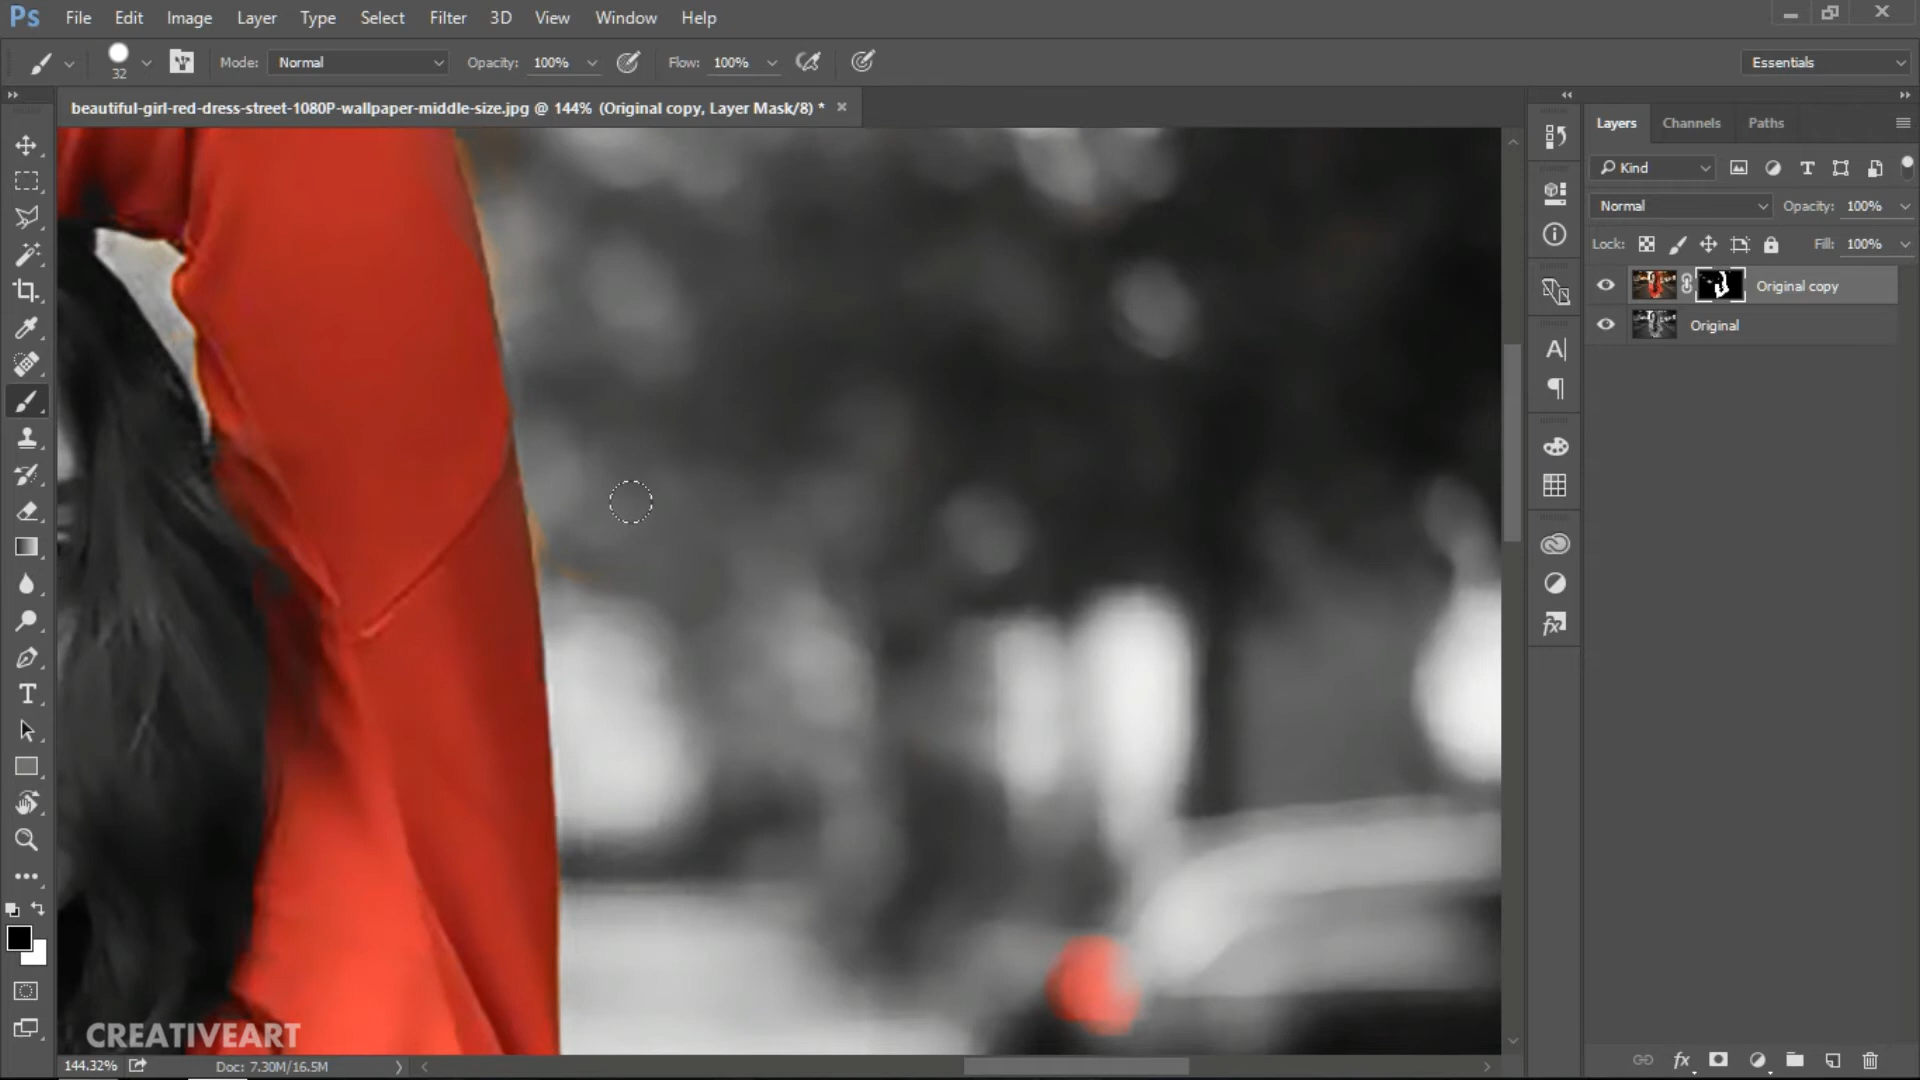 Ps File Edit Image Layer Type Select Filter 3D View Window Help
32 Mode: Normal Opacity: 100% Flow: 100% Essentials
beautiful-girl-red-dress-street-1080P-wallpaper-middle-size.jpg @ 144% (Original copy, Layer Mask/8) *
Layers Channels Paths
Kind
Normal Opacity: 100%
Lock: Fill: 100%
Original copy
Original
CREATIVEART
144.32% Doc: 7.30M/16.5M